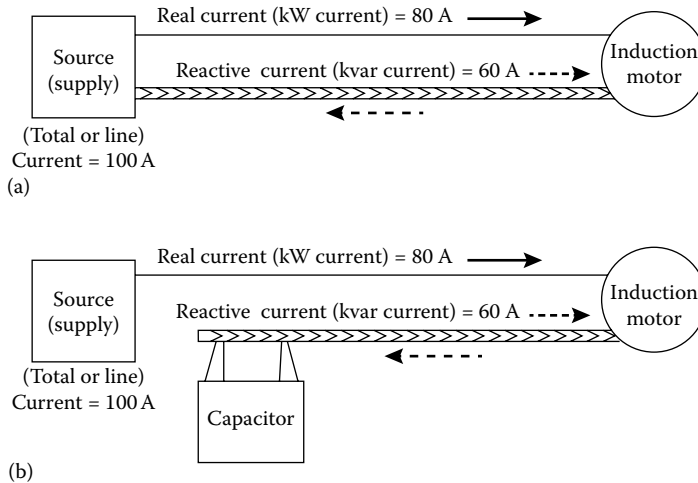 Real current (kW current) = 80 A
Source
(supply)
Induction
motor
Reactive current (kvar current) = 60 A
(Total or line)
Current = 100 A
(a)
Real current (kW current) = 80 A
Source
(supply)
Induction
motor
Reactive current (kvar current) = 60 A
(Total or line)
Current = 100 A
Capacitor
(b)